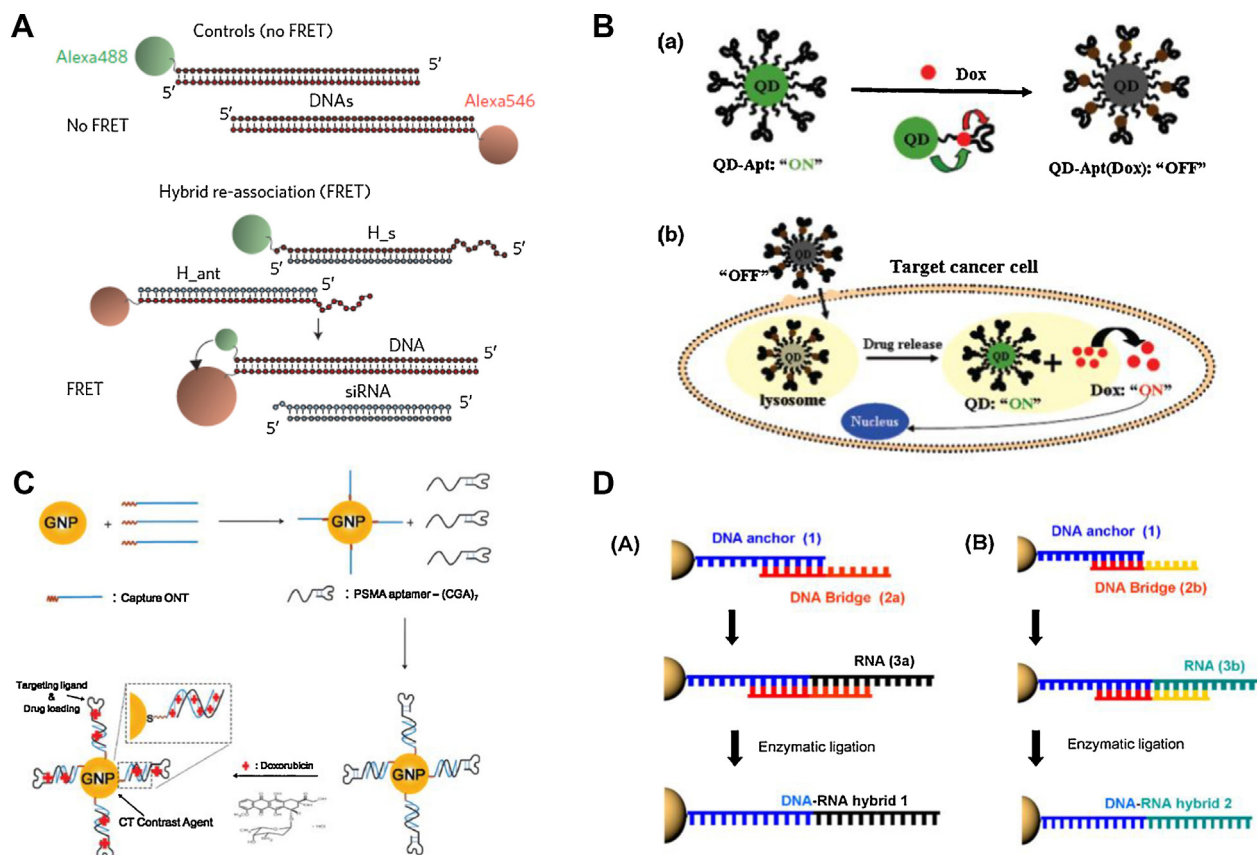 A
Controls (no FRET)
Alexa488
5'
5'
DNAs
Alexa546
5'
No FRET
Hybrid re-association (FRET)
H_s
5'
5'
H_ant
5'
DNA
5'
FRET
siRNA
5'
5'
B
(a)
QD
Dox
QD
QD
QD-Apt: “ON”
QD-Apt(Dox): “OFF”
(b)
QD
“OFF”
Target cancer cell
QD
Drug release
QD
+
lysosome
QD: “ON”
Dox: “ON”
Nucleus
C
GNP
+
GNP
+
: Capture ONT
: PSMA aptamer – (CGA)7
Targeting ligand
&
Drug loading
S
GNP
: Doxorubicin
GNP
CT Contrast Agent
D
(A)
DNA anchor (1)
DNA Bridge (2a)
RNA (3a)
Enzymatic ligation
DNA-RNA hybrid 1
(B)
DNA anchor (1)
DNA Bridge (2b)
RNA (3b)
Enzymatic ligation
DNA-RNA hybrid 2